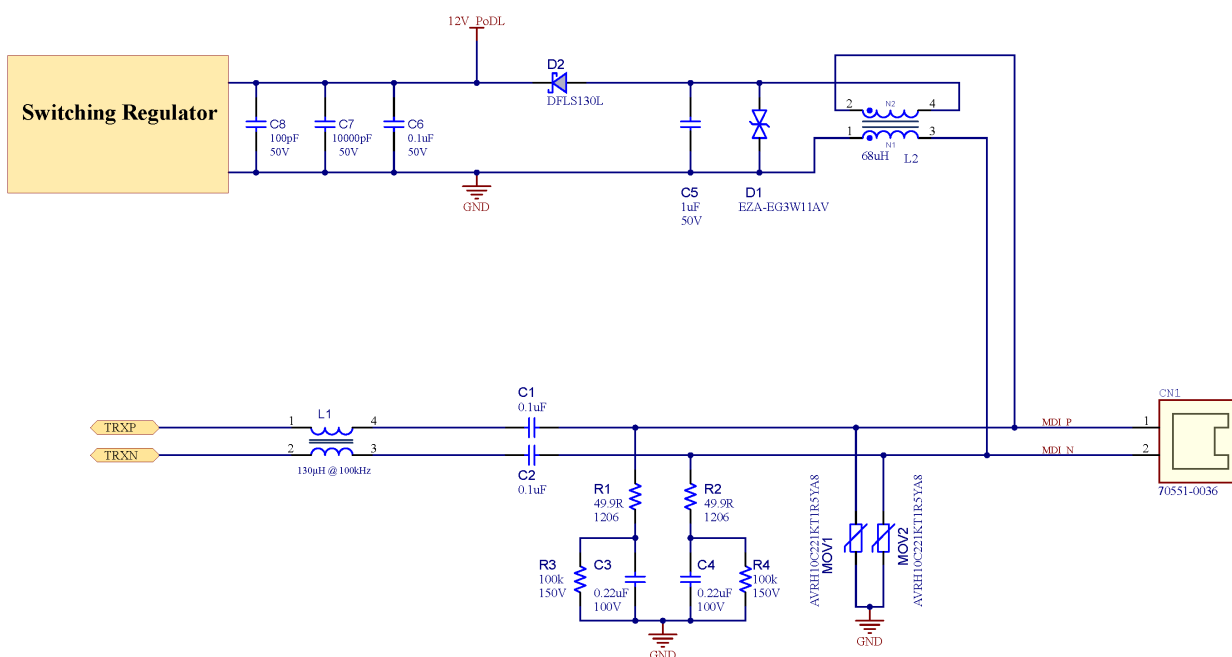 12V_PoDL
Switching Regulator
D2
DFLS130L
C8
100pF
50V
C7
10000pF
50V
C6
0.1uF
50V
GND
C5
1uF
50V
D1
EZA-EG3W11AV
2
N2
4
1
N1
3
68uH
L2
TRXP
TRXN
1
L1
4
2
3
130µH @ 100kHz
C1
0.1uF
C2
0.1uF
R1
49.9R
1206
R2
49.9R
1206
R3
100k
150V
C3
0.22uF
100V
C4
0.22uF
100V
R4
100k
150V
GND
AVRH10C221KT1R5YA8
MOV1
MOV2
AVRH10C221KT1R5YA8
GND
MDI_P
MDI_N
CN1
1
2
70551-0036